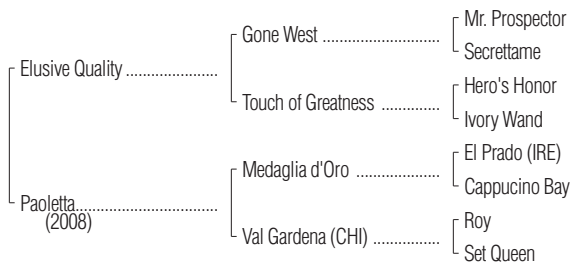 Mr. Prospector
Gone West
Secrettame
Elusive Quality
Hero's Honor
Touch of Greatness
Ivory Wand
El Prado (IRE)
Medaglia d'Oro
Cappucino Bay
Paoletta
(2008)
Roy
Val Gardena (CHI)
Set Queen